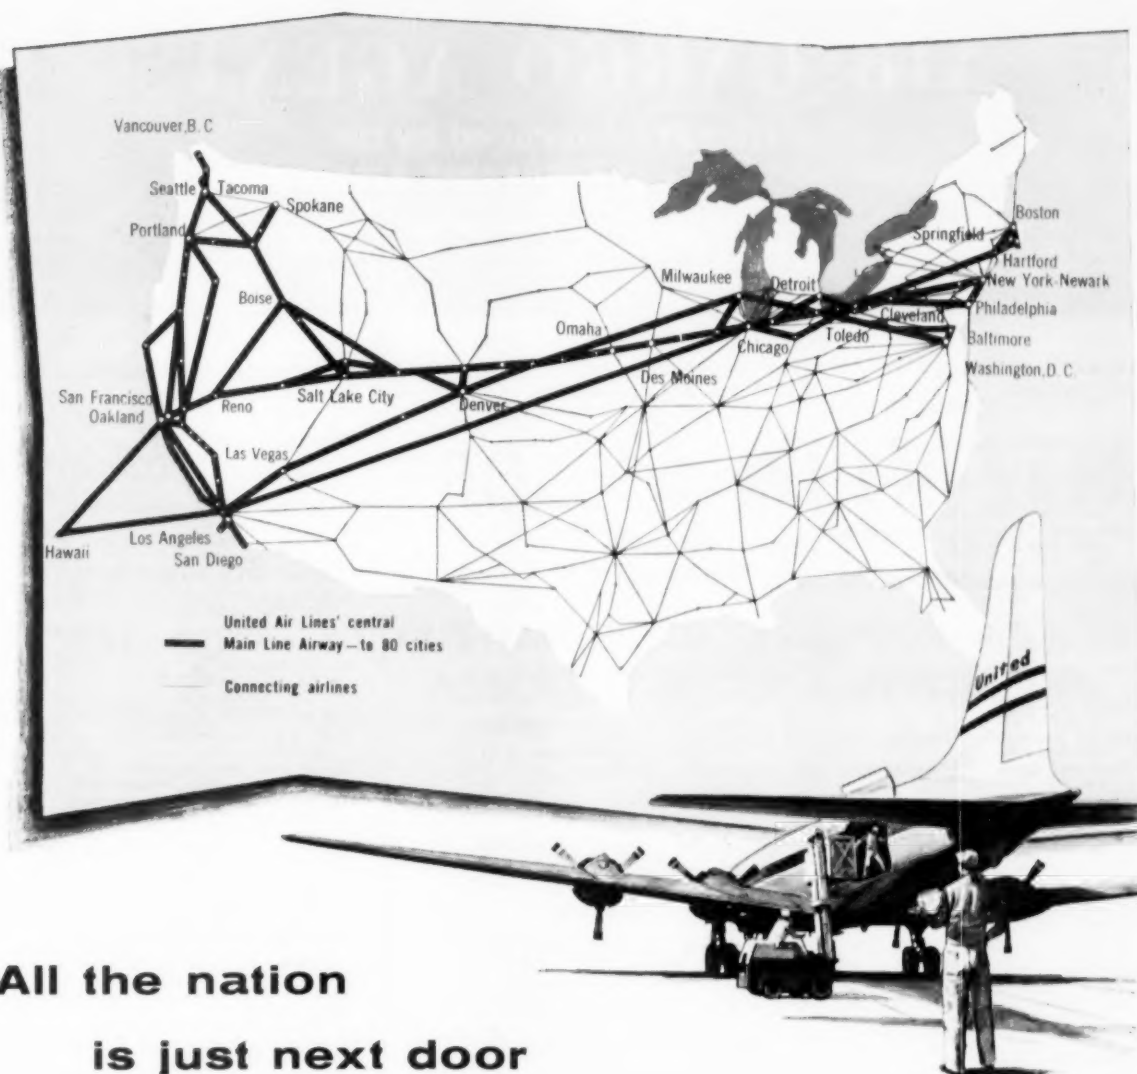 Vancouver, B.C
Seattle
Tacoma
Spokane
Portland
Boise
San Francisco
Oakland
Reno
Salt Lake City
Las Vegas
Denver
Hawaii
Los Angeles
San Diego
Omaha
Des Moines
Milwaukee
Chicago
Detroit
Toledo
Cleveland
Springfield
Boston
Hartford
New York-Newark
Philadelphia
Baltimore
Washington, D. C.
United Air Lines' central
Main Line Airway—to 80 cities
Connecting airlines
United
All the nation
is just next door